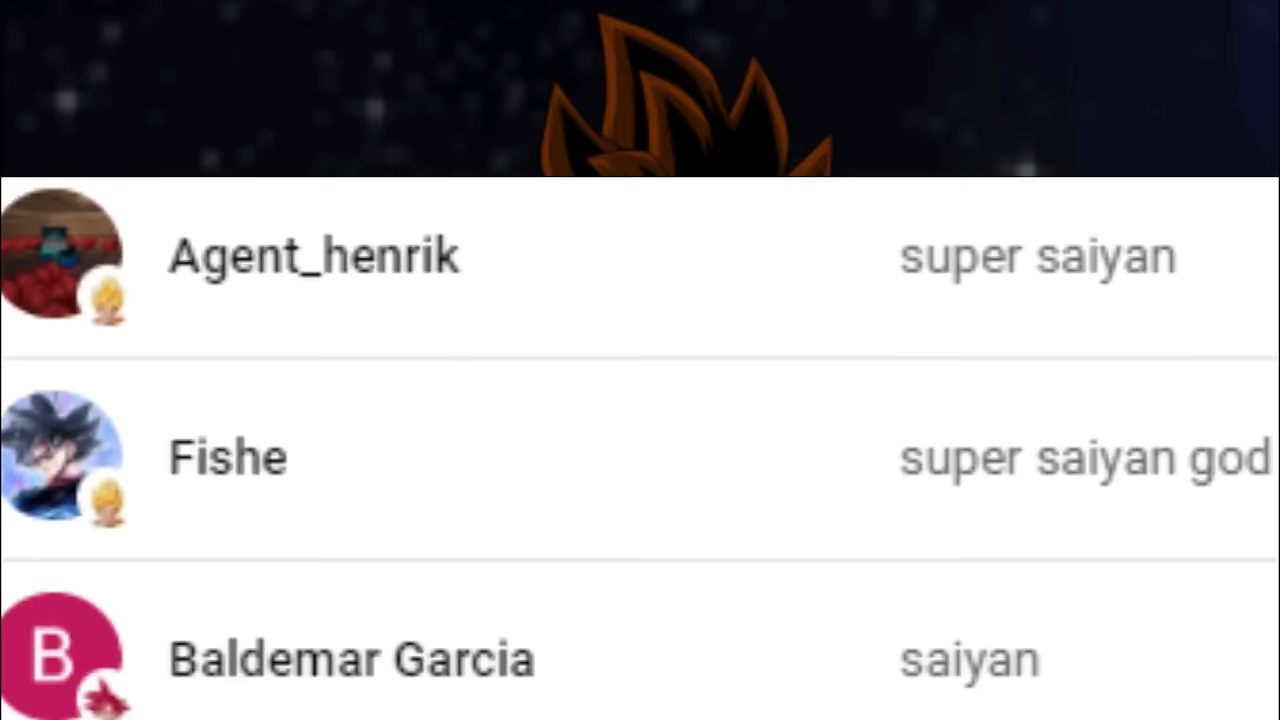 Agent_henrik super saiyan
Fishe super saiyan god
B Baldemar Garcia saiyan